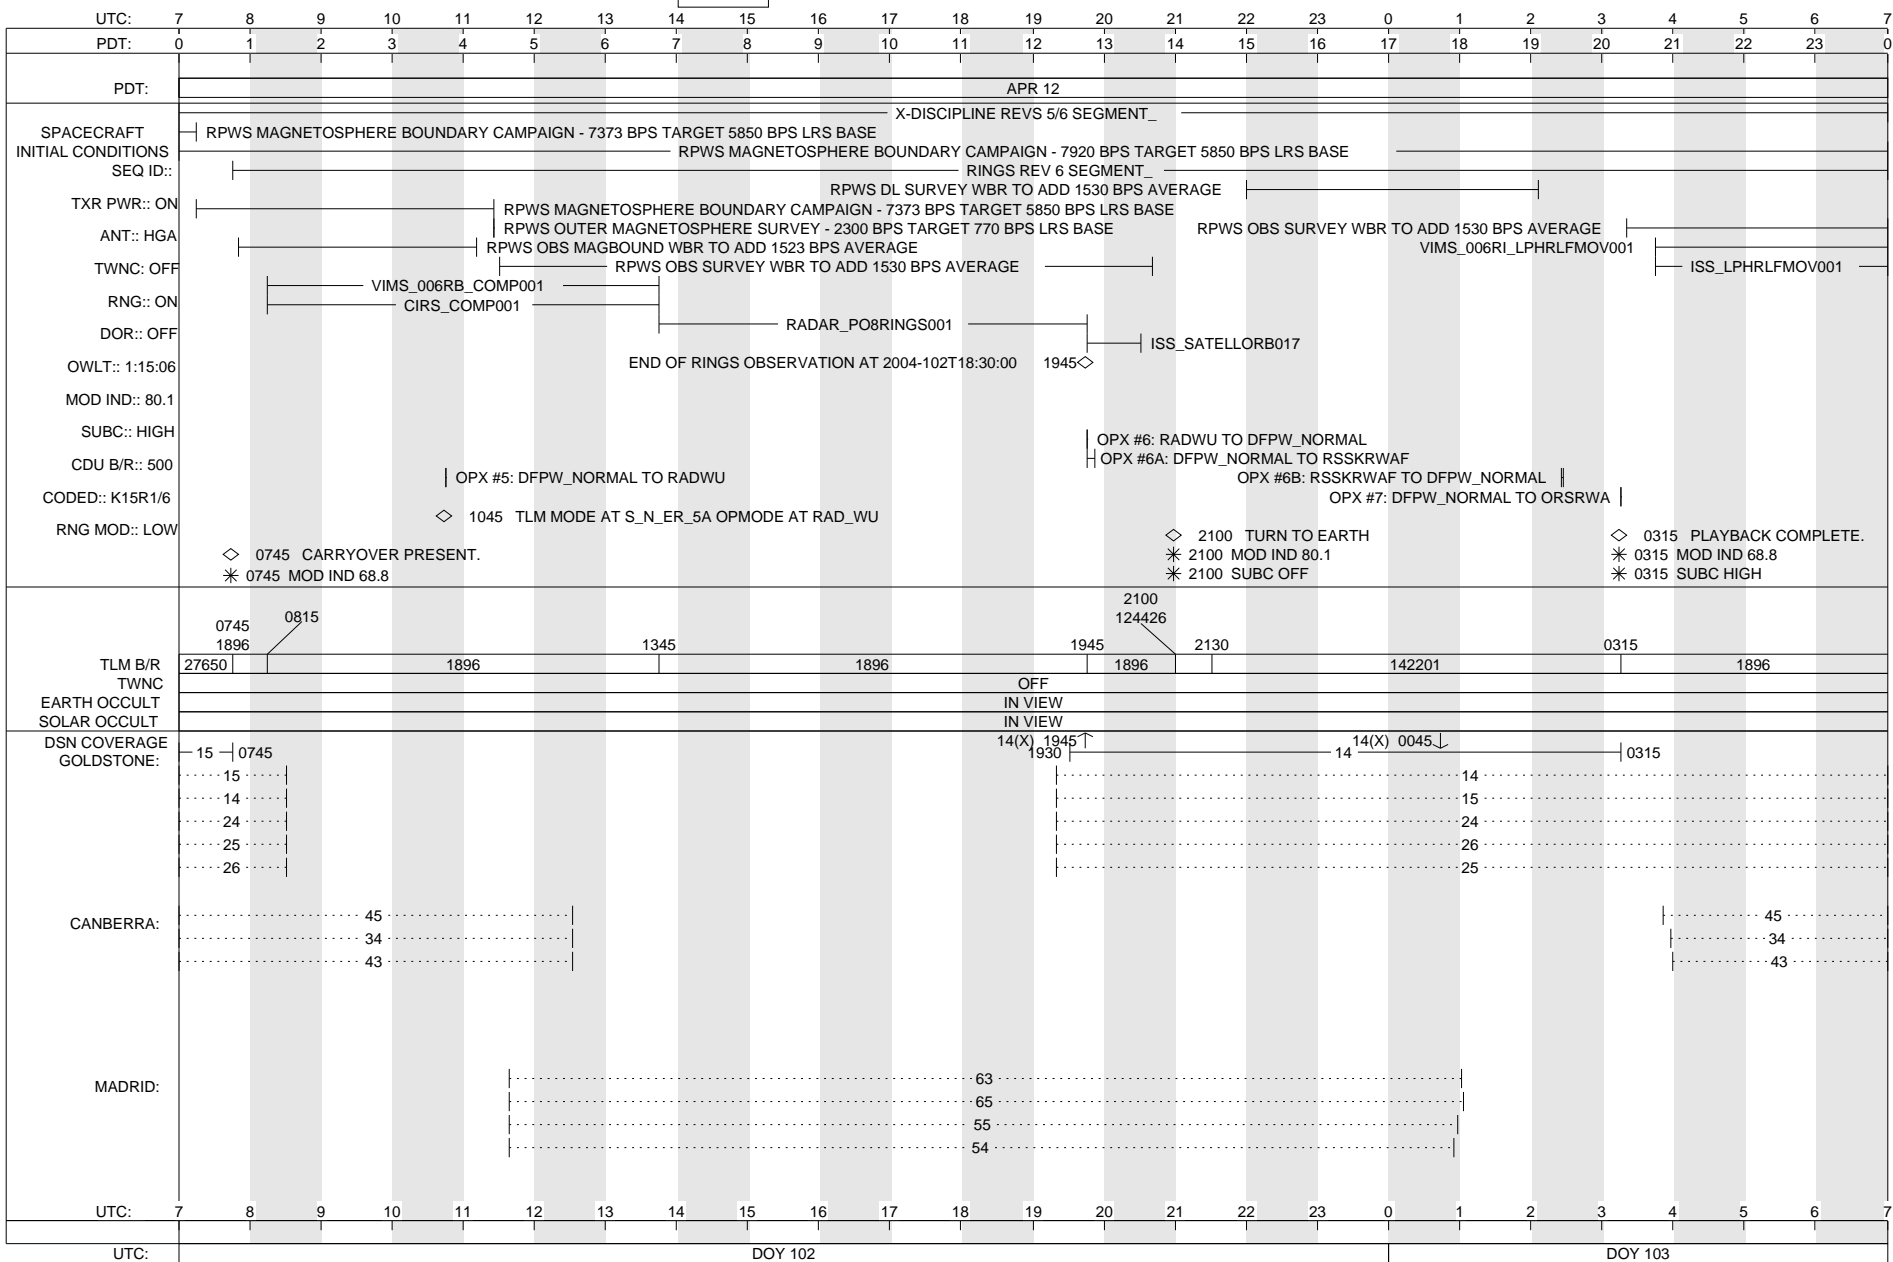 UTC: 7 8 9 10 11 12 13 14 15 16 17 18 19 20 21 22 23 0 1 2 3 4 5 6 7
PDT: 0 1 2 3 4 5 6 7 8 9 10 11 12 13 14 15 16 17 18 19 20 21 22 23 0
PDT: APR 12
X-DISCIPLINE REVS 5/6 SEGMENT_
SPACECRAFT RPWS MAGNETOSPHERE BOUNDARY CAMPAIGN - 7373 BPS TARGET 5850 BPS LRS BASE
INITIAL CONDITIONS RPWS MAGNETOSPHERE BOUNDARY CAMPAIGN - 7920 BPS TARGET 5850 BPS LRS BASE
SEQ ID:: RINGS REV 6 SEGMENT_
RPWS DL SURVEY WBR TO ADD 1530 BPS AVERAGE
TXR PWR:: ON RPWS MAGNETOSPHERE BOUNDARY CAMPAIGN - 7373 BPS TARGET 5850 BPS LRS BASE
RPWS OUTER MAGNETOSPHERE SURVEY - 2300 BPS TARGET 770 BPS LRS BASE RPWS OBS SURVEY WBR TO ADD 1530 BPS AVERAGE
ANT:: HGA
RPWS OBS MAGBOUND WBR TO ADD 1523 BPS AVERAGE VIMS_006RI_LPHRLFMOV001
TWNC: OFF RPWS OBS SURVEY WBR TO ADD 1530 BPS AVERAGE ISS_LPHRLFMOV001
VIMS_006RB_COMP001
RNG:: ON CIRS_COMP001
RADAR_PO8RINGS001
DOR:: OFF
ISS_SATELLORB017
END OF RINGS OBSERVATION AT 2004-102T18:30:00 1945
OWLT:: 1:15:06
MOD IND:: 80.1
SUBC:: HIGH
OPX #6: RADWU TO DFPW_NORMAL
OPX #6A: DFPW_NORMAL TO RSSKRWAF
CDU B/R:: 500
OPX #5: DFPW_NORMAL TO RADWU OPX #6B: RSSKRWAF TO DFPW_NORMAL
CODED:: K15R1/6 OPX #7: DFPW_NORMAL TO ORSRWA
1045 TLM MODE AT S_N_ER_5A OPMODE AT RAD_WU
RNG MOD:: LOW
2100 TURN TO EARTH 0315 PLAYBACK COMPLETE.
0745 CARRYOVER PRESENT. 2100 MOD IND 80.1 0315 MOD IND 68.8
0745 MOD IND 68.8 2100 SUBC OFF 0315 SUBC HIGH
2100
0815 124426
0745
1896 1345 1945 2130 0315
TLM B/R 27650 1896 1896 1896 142201 1896
TWNC OFF
EARTH OCCULT IN VIEW
SOLAR OCCULT IN VIEW
DSN COVERAGE 14(X) 1945 14(X) 0045
GOLDSTONE: 15 0745 1930 14 0315
15 14
14 15
24 24
25 26
26 25
CANBERRA: 45 45
34 34
43 43
MADRID: 63
65
55
54
UTC: 7 8 9 10 11 12 13 14 15 16 17 18 19 20 21 22 23 0 1 2 3 4 5 6 7
UTC: DOY 102 DOY 103